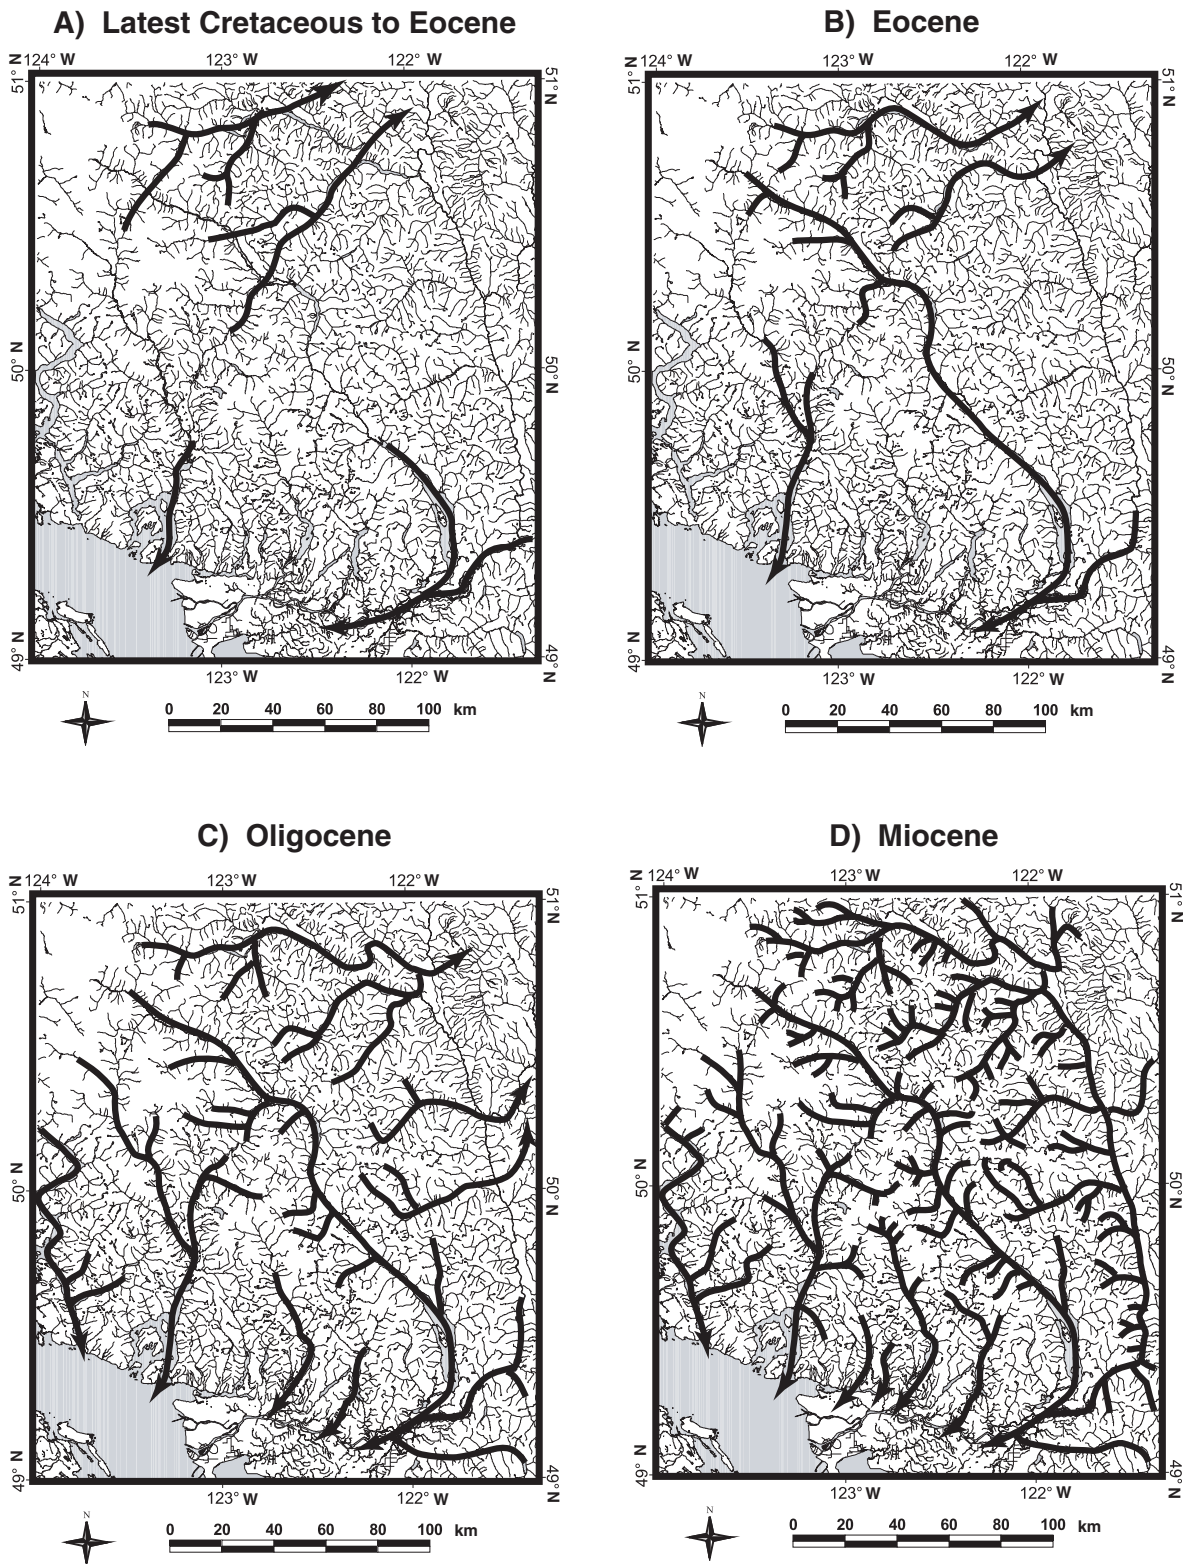 A) Latest Cretaceous to Eocene
124° W 123° W 122° W
51° N
51° N
50° N
50° N
49° N
49° N
123° W 122° W
N
0 20 40 60 80 100 km
B) Eocene
124° W 123° W 122° W
51° N
51° N
50° N
50° N
49° N
49° N
123° W 122° W
N
0 20 40 60 80 100 km
C) Oligocene
124° W 123° W 122° W
51° N
51° N
50° N
50° N
49° N
49° N
123° W 122° W
N
0 20 40 60 80 100 km
D) Miocene
124° W 123° W 122° W
51° N
51° N
50° N
50° N
49° N
49° N
123° W 122° W
N
0 20 40 60 80 100 km